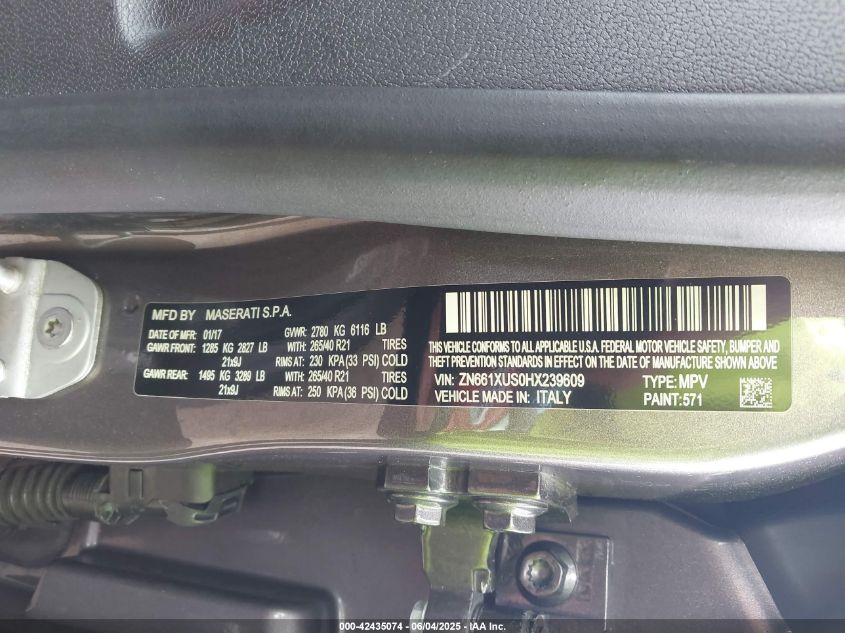 MFD BY MASERATI S.P.A.
DATE OF MFR: 01/17 GVWR: 2780 KG 6116 LB
GAWR FRONT: 1285 KG 2827 LB WITH: 265/40 R21 TIRES
21x9J RIMS AT: 230 KPA (33 PSI) COLD
GAWR REAR: 1495 KG 3289 LB WITH: 265/40 R21 TIRES
21x9J RIMS AT: 250 KPA (36 PSI) COLD
THIS VEHICLE CONFORMS TO ALL APPLICABLE U.S.A. FEDERAL MOTOR VEHICLE SAFETY, BUMPER AND
THEFT PREVENTION STANDARDS IN EFFECT ON THE DATE OF MANUFACTURE SHOWN ABOVE
VIN: ZN661XUS0HX239609 TYPE: MPV
VEHICLE MADE IN: ITALY PAINT:571
000-42435074 - 06/04/2025 - IAA Inc.